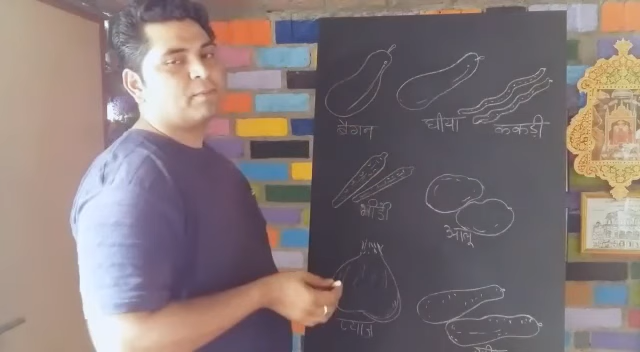 बैंगन
घीया
ककड़ी
भींडी
आलू
प्याज